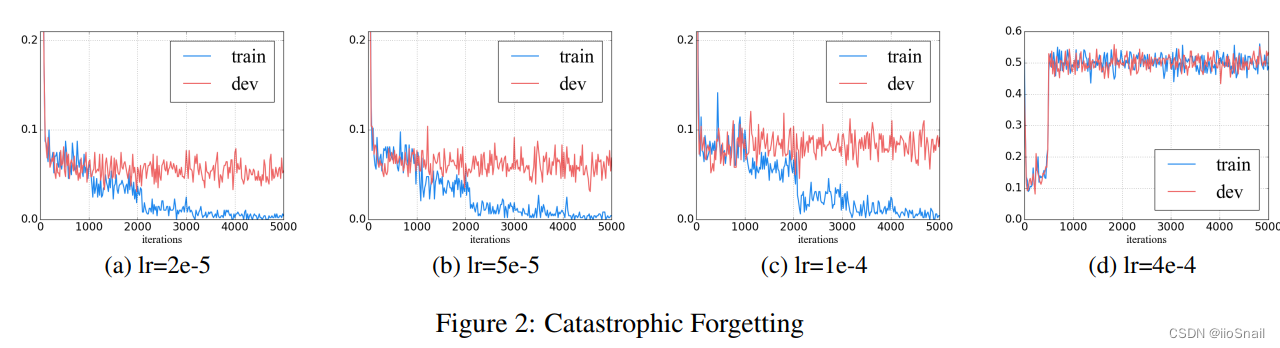 0.2
0.1
0.0
0 1000 2000 3000 4000 5000
iterations
train
dev
(a) lr=2e-5
0.2
0.1
0.0
0 1000 2000 3000 4000 5000
iterations
train
dev
(b) lr=5e-5
0.2
0.1
0.0
0 1000 2000 3000 4000 5000
iterations
train
dev
(c) lr=1e-4
0.6
0.5
0.4
0.3
0.2
0.1
0.0
0 1000 2000 3000 4000 5000
iterations
train
dev
(d) lr=4e-4
Figure 2: Catastrophic Forgetting
CSDN @iioSnail